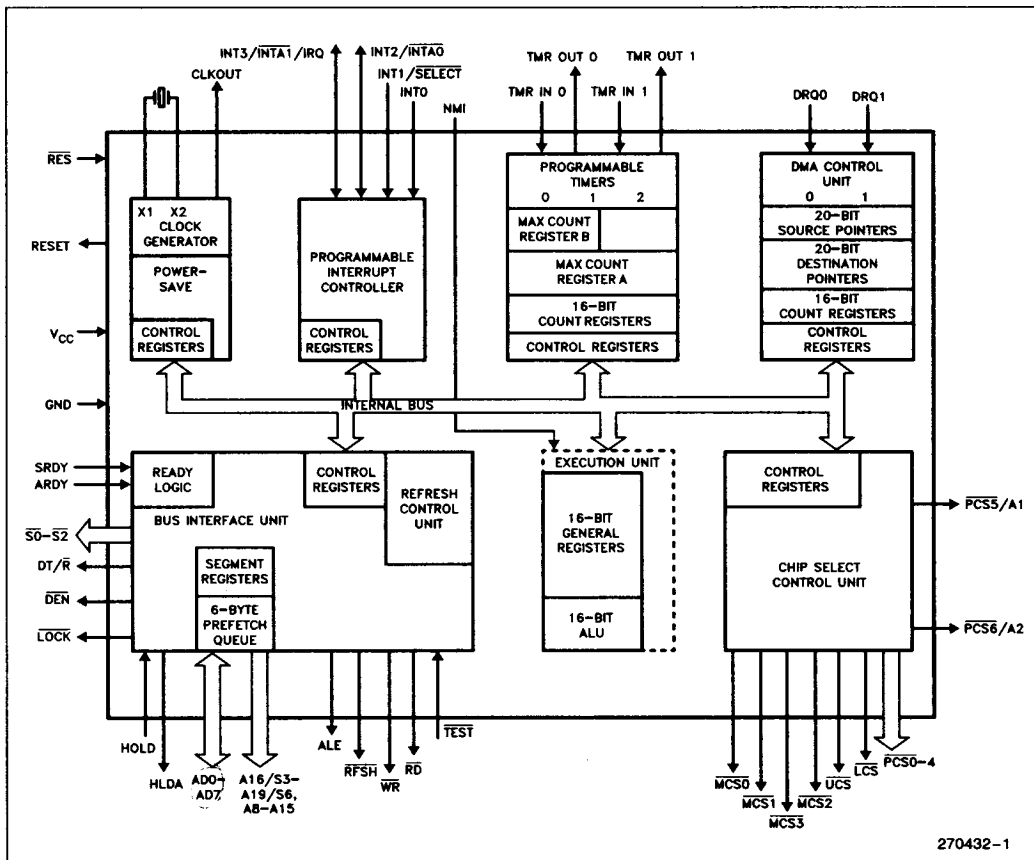 INT3/INTA1/IRQ
INT2/INTA0
CLKOUT
INT1/SELECT
INT0
NMI
TMR OUT 0
TMR OUT 1
TMR IN 0
TMR IN 1
DRQ0
DRQ1
RES
RESET
VCC
GND
X1 X2
CLOCK
GENERATOR
POWER-
SAVE
CONTROL
REGISTERS
PROGRAMMABLE
INTERRUPT
CONTROLLER
CONTROL
REGISTERS
PROGRAMMABLE
TIMERS
0 1 2
MAX COUNT
REGISTER B
MAX COUNT
REGISTER A
16-BIT
COUNT REGISTERS
CONTROL REGISTERS
DMA CONTROL
UNIT
0 1
20-BIT
SOURCE POINTERS
20-BIT
DESTINATION
POINTERS
16-BIT
COUNT REGISTERS
CONTROL
REGISTERS
INTERNAL BUS
SRDY
ARDY
S0-S2
DT/R
DEN
LOCK
READY
LOGIC
CONTROL
REGISTERS
REFRESH
CONTROL
UNIT
BUS INTERFACE UNIT
SEGMENT
REGISTERS
6-BYTE
PREFETCH
QUEUE
EXECUTION UNIT
16-BIT
GENERAL
REGISTERS
16-BIT
ALU
CONTROL
REGISTERS
CHIP SELECT
CONTROL UNIT
PCS5/A1
PCS6/A2
HOLD
HLDA
AD0-
AD7
A16/S3-
A19/S6,
A8-A15
ALE
RFSH
WR
RD
TEST
MCS0
MCS1
MCS3
MCS2
UCS
LCS
PCS0-4
270432-1